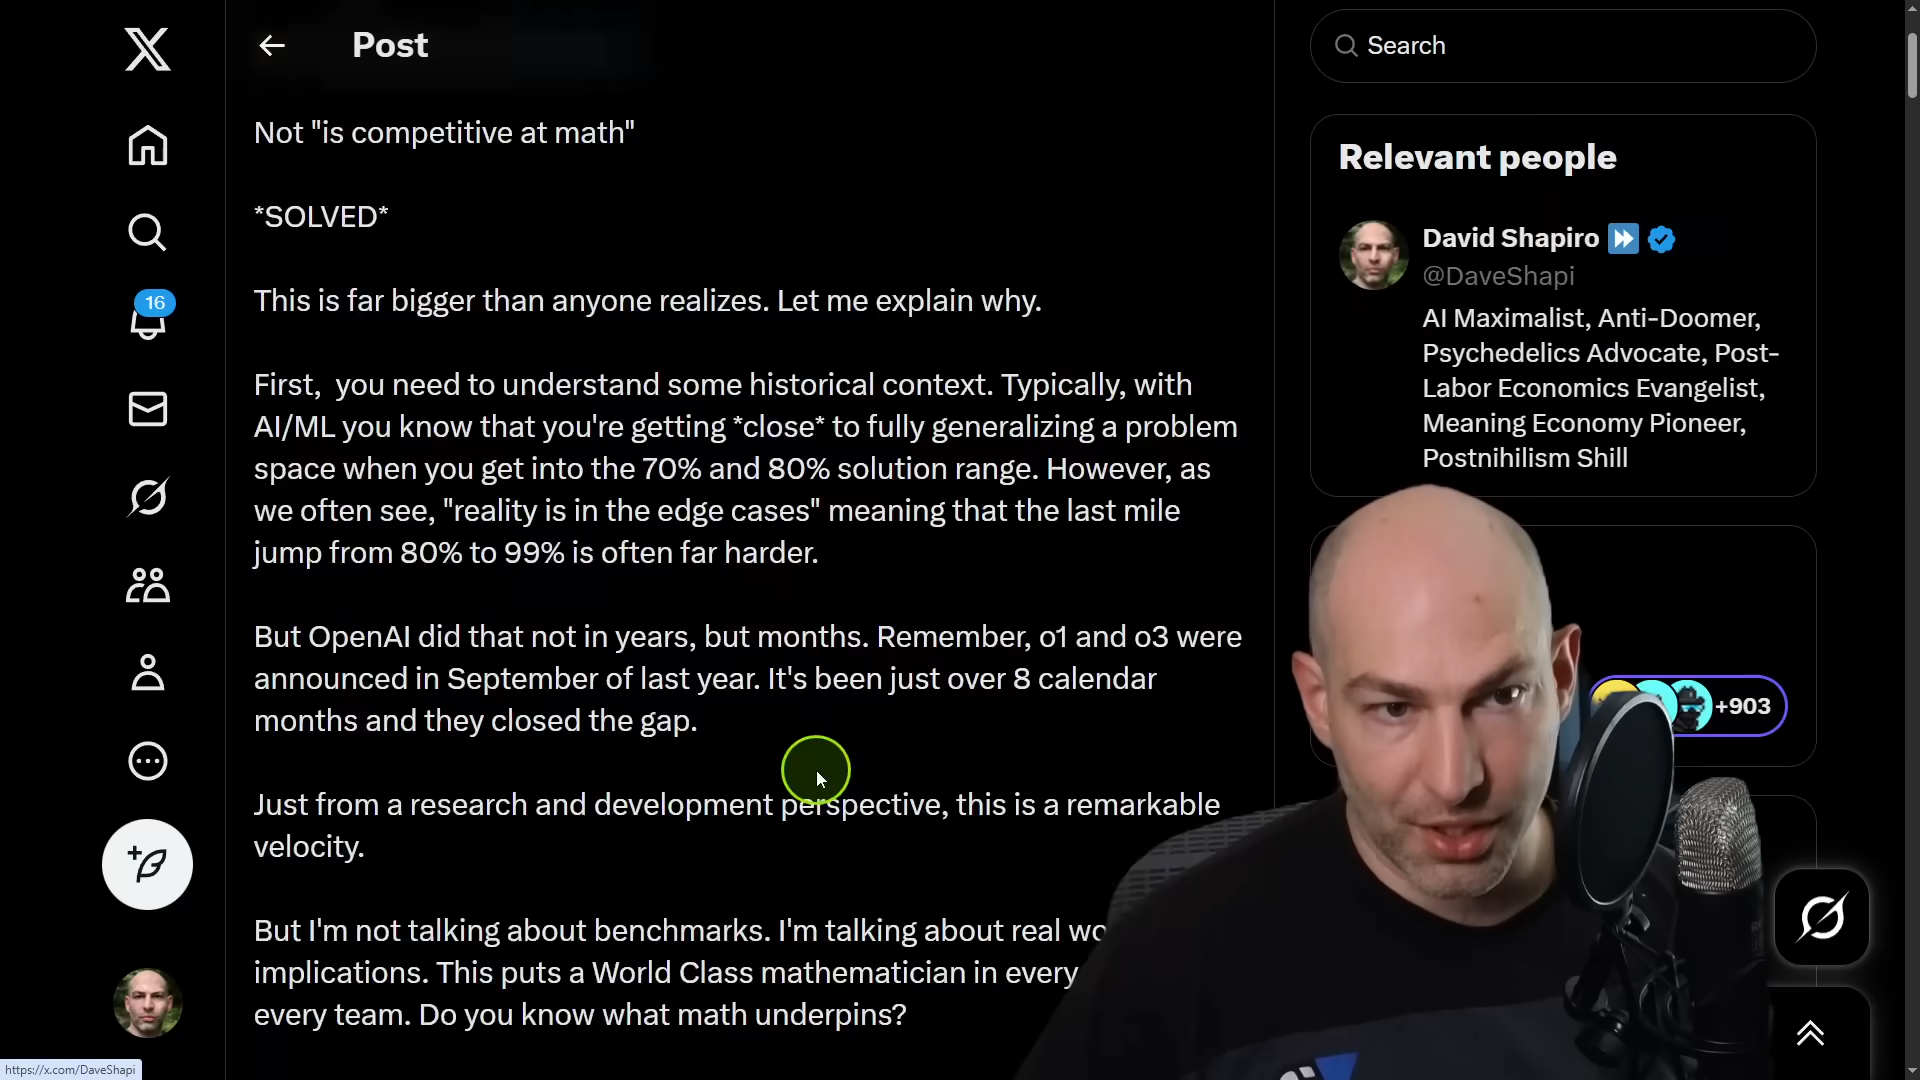 Post
Search
Not "is competitive at math"
*SOLVED*
This is far bigger than anyone realizes. Let me explain why.
First,  you need to understand some historical context. Typically, with
AI/ML you know that you're getting *close* to fully generalizing a problem
space when you get into the 70% and 80% solution range. However, as
we often see, "reality is in the edge cases" meaning that the last mile
jump from 80% to 99% is often far harder.
But OpenAI did that not in years, but months. Remember, o1 and o3 were
announced in September of last year. It's been just over 8 calendar
months and they closed the gap.
Just from a research and development perspective, this is a remarkable
velocity.
But I'm not talking about benchmarks. I'm talking about real
implications. This puts a World Class mathematician in every
every team. Do you know what math underpins?
16
Relevant people
David Shapiro
@DaveShapi
AI Maximalist, Anti-Doomer,
Psychedelics Advocate, Post-
Labor Economics Evangelist,
Meaning Economy Pioneer,
Postnihilism Shill
+903
https://x.com/DaveShapi